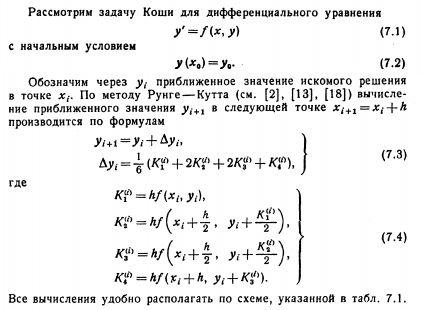 Рассмотрим задачу Коши для дифференциального уравнения
y' = f (x, y) (7.1)
с начальным условием
y (x₀) = y₀. (7.2)
Обозначим через yᵢ приближенное значение искомого решения
в точке xᵢ. По методу Рунге — Кутта (см. [2], [13], [18]) вычисле-
ние приближенного значения yᵢ₊₁ в следующей точке xᵢ₊₁ = xᵢ + h
производится по формулам
yᵢ₊₁ = yᵢ + Δyᵢ,
Δyᵢ = 1/6 (K₁⁽ⁱ⁾ + 2K₂⁽ⁱ⁾ + 2K₃⁽ⁱ⁾ + K₄⁽ⁱ⁾), (7.3)
где
K₁⁽ⁱ⁾ = hf (xᵢ, yᵢ),
K₂⁽ⁱ⁾ = hf (xᵢ + h/2, yᵢ + K₁⁽ⁱ⁾/2),
K₃⁽ⁱ⁾ = hf (xᵢ + h/2, yᵢ + K₂⁽ⁱ⁾/2), (7.4)
K₄⁽ⁱ⁾ = hf (xᵢ + h, yᵢ + K₃⁽ⁱ⁾).
Все вычисления удобно располагать по схеме, указанной в табл. 7.1.